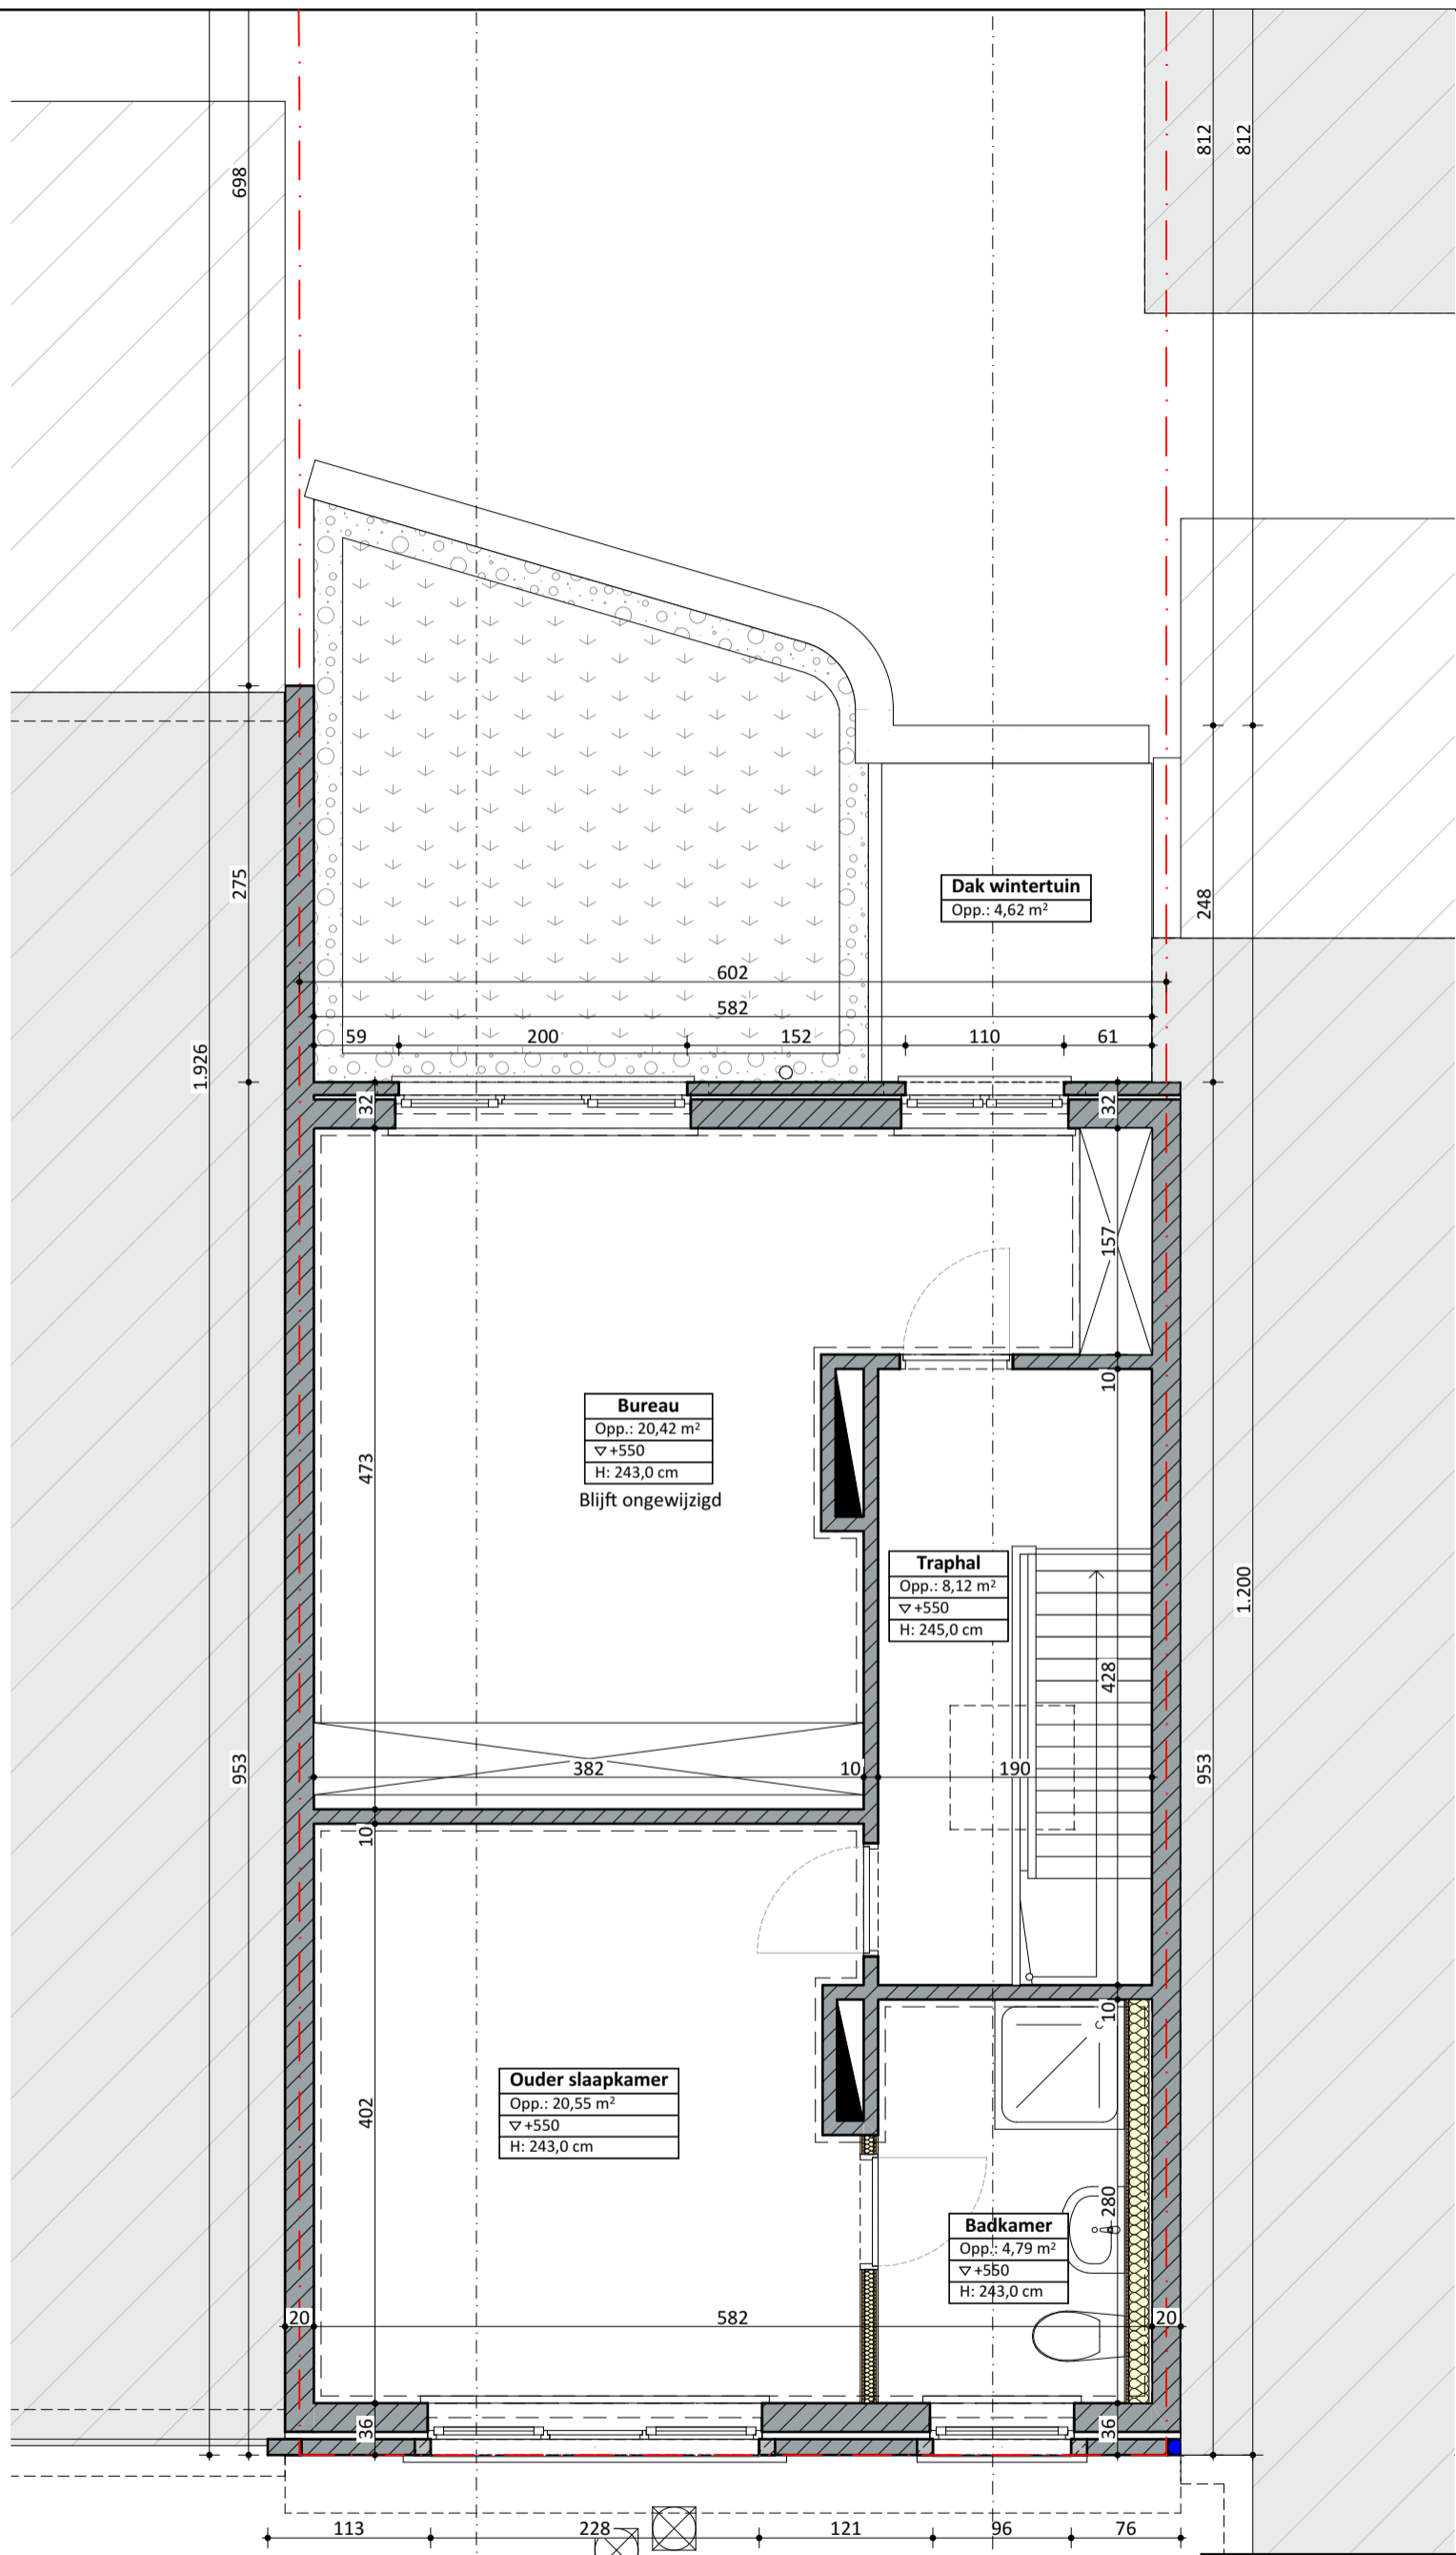 812
812
698
Dak wintertuin
Opp.: 4,62 m²
248
275
602
582
59
200
152
110
61
1.926
32
32
157
10
Bureau
Opp.: 20,42 m²
▽+550
H: 243,0 cm
Blijft ongewijzigd
473
Traphal
Opp.: 8,12 m²
▽+550
H: 245,0 cm
1.200
428
953
382
10
190
953
10
10
Ouder slaapkamer
Opp.: 20,55 m²
▽+550
H: 243,0 cm
402
280
Badkamer
Opp.: 4,79 m²
▽+550
H: 243,0 cm
20
582
20
36
36
113
228
121
96
76